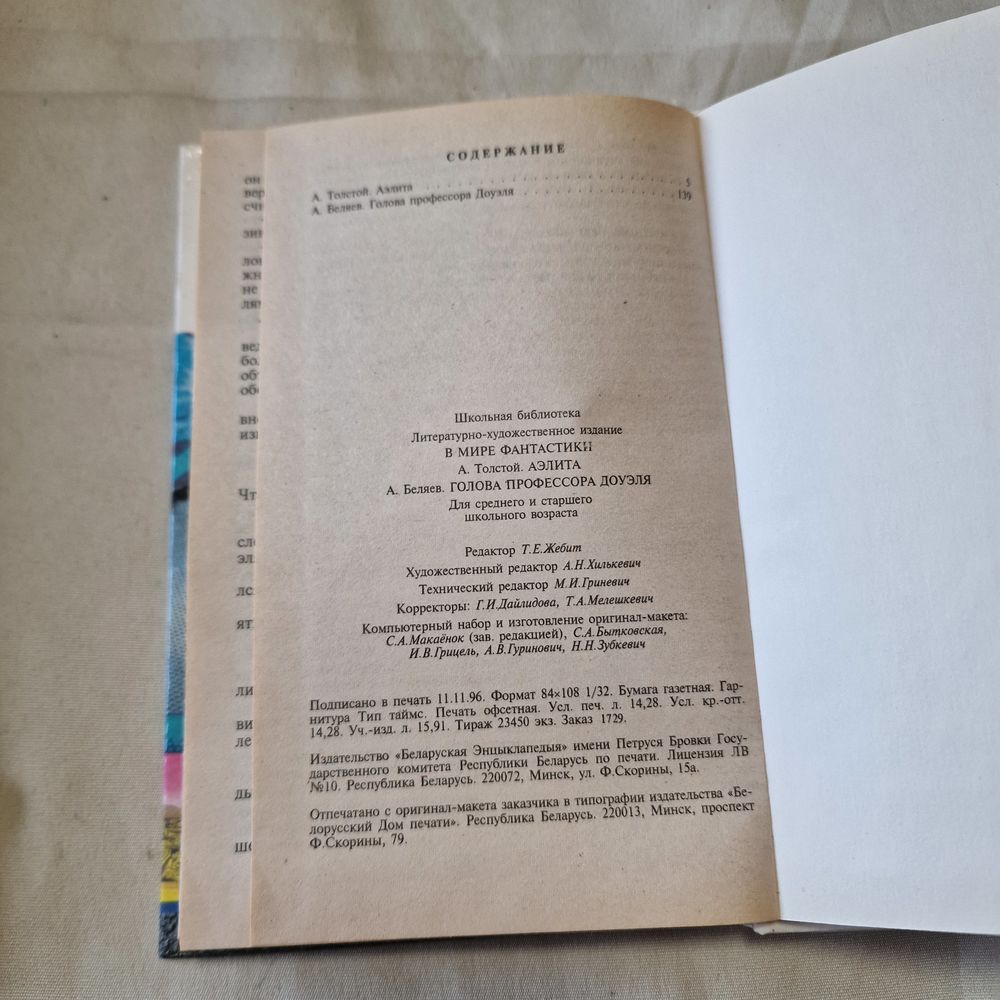 СОДЕРЖАНИЕ
А. Толстой. Аэлита . . . . . . . . . . . . . . . . . . . . 5
А. Беляев. Голова профессора Доуэля . . . . . . . . . . . 139
Школьная библиотека
Литературно-художественное издание
В МИРЕ ФАНТАСТИКИ
А. Толстой. АЭЛИТА
А. Беляев. ГОЛОВА ПРОФЕССОРА ДОУЭЛЯ
Для среднего и старшего
школьного возраста
Редактор Т.Е.Жебит
Художественный редактор А.Н.Хилькевич
Технический редактор М.И.Гриневич
Корректоры: Г.И.Дайлидова, Т.А.Мелешкевич
Компьютерный набор и изготовление оригинал-макета:
С.А.Макаёнок (зав. редакцией), С.А.Бытковская,
И.В.Грицель, А.В.Гуринович, Н.Н.Зубкевич
Подписано в печать 11.11.96. Формат 84×108 1/32. Бумага газетная. Гар-
нитура Тип таймс. Печать офсетная. Усл. печ. л. 14,28. Усл. кр.-отт.
14,28. Уч.-изд. л. 15,91. Тираж 23450 экз. Заказ 1729.
Издательство «Беларуская Энцыклапедыя» имени Петруся Бровки Госу-
дарственного комитета Республики Беларусь по печати. Лицензия ЛВ
№10. Республика Беларусь. 220072, Минск, ул. Ф.Скорины, 15а.
Отпечатано с оригинал-макета заказчика в типографии издательства «Бе-
лорусский Дом печати». Республика Беларусь. 220013, Минск, проспект
Ф.Скорины, 79.